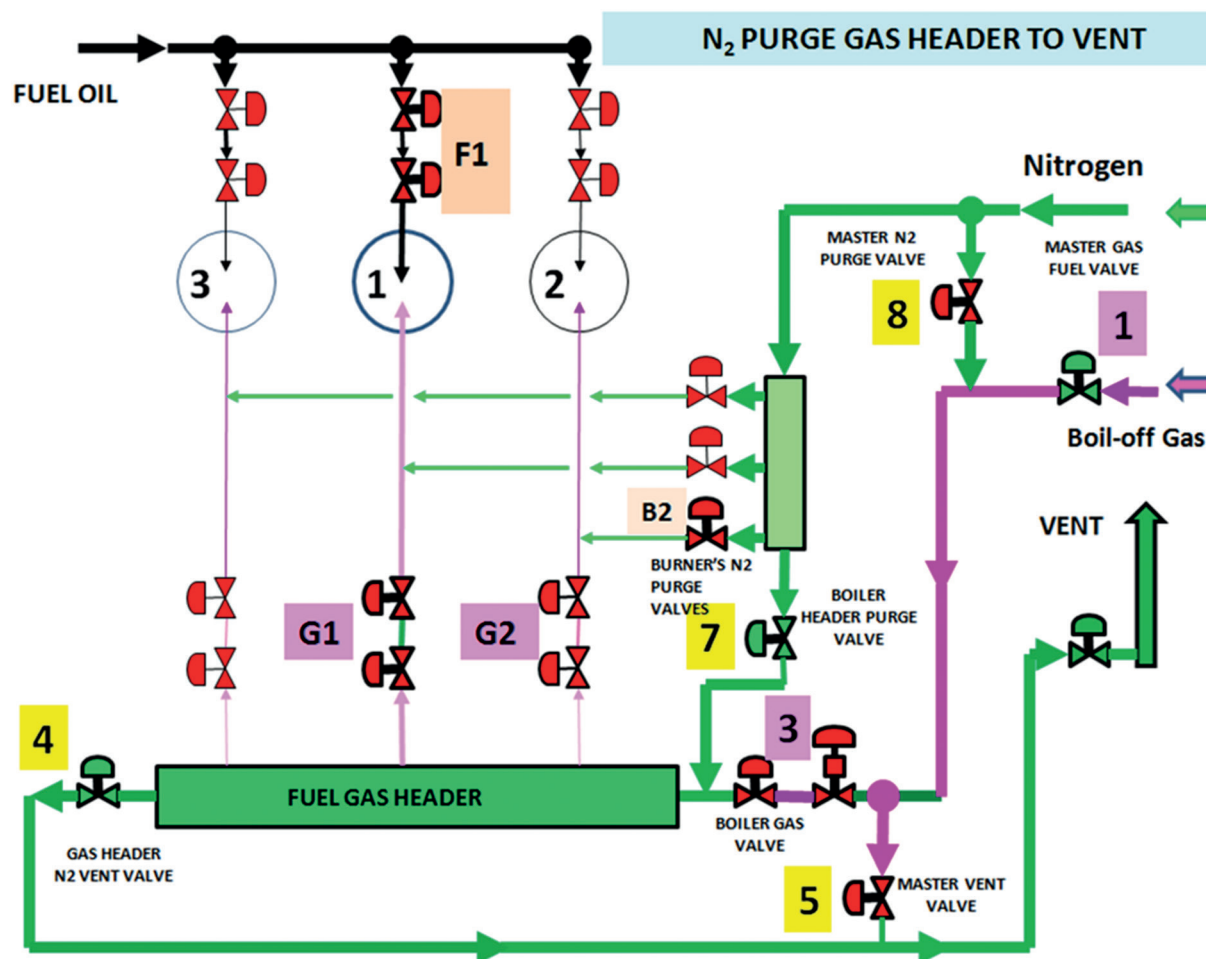 N₂ PURGE GAS HEADER TO VENT
FUEL OIL
F1
Nitrogen
MASTER N2
PURGE VALVE
MASTER GAS
FUEL VALVE
3
1
2
8
1
Boil-off Gas
B2
VENT
BURNER'S N2
PURGE
VALVES
BOILER
HEADER PURGE
VALVE
G1
G2
7
4
3
FUEL GAS HEADER
BOILER GAS
VALVE
GAS HEADER
N2 VENT VALVE
5
MASTER VENT
VALVE